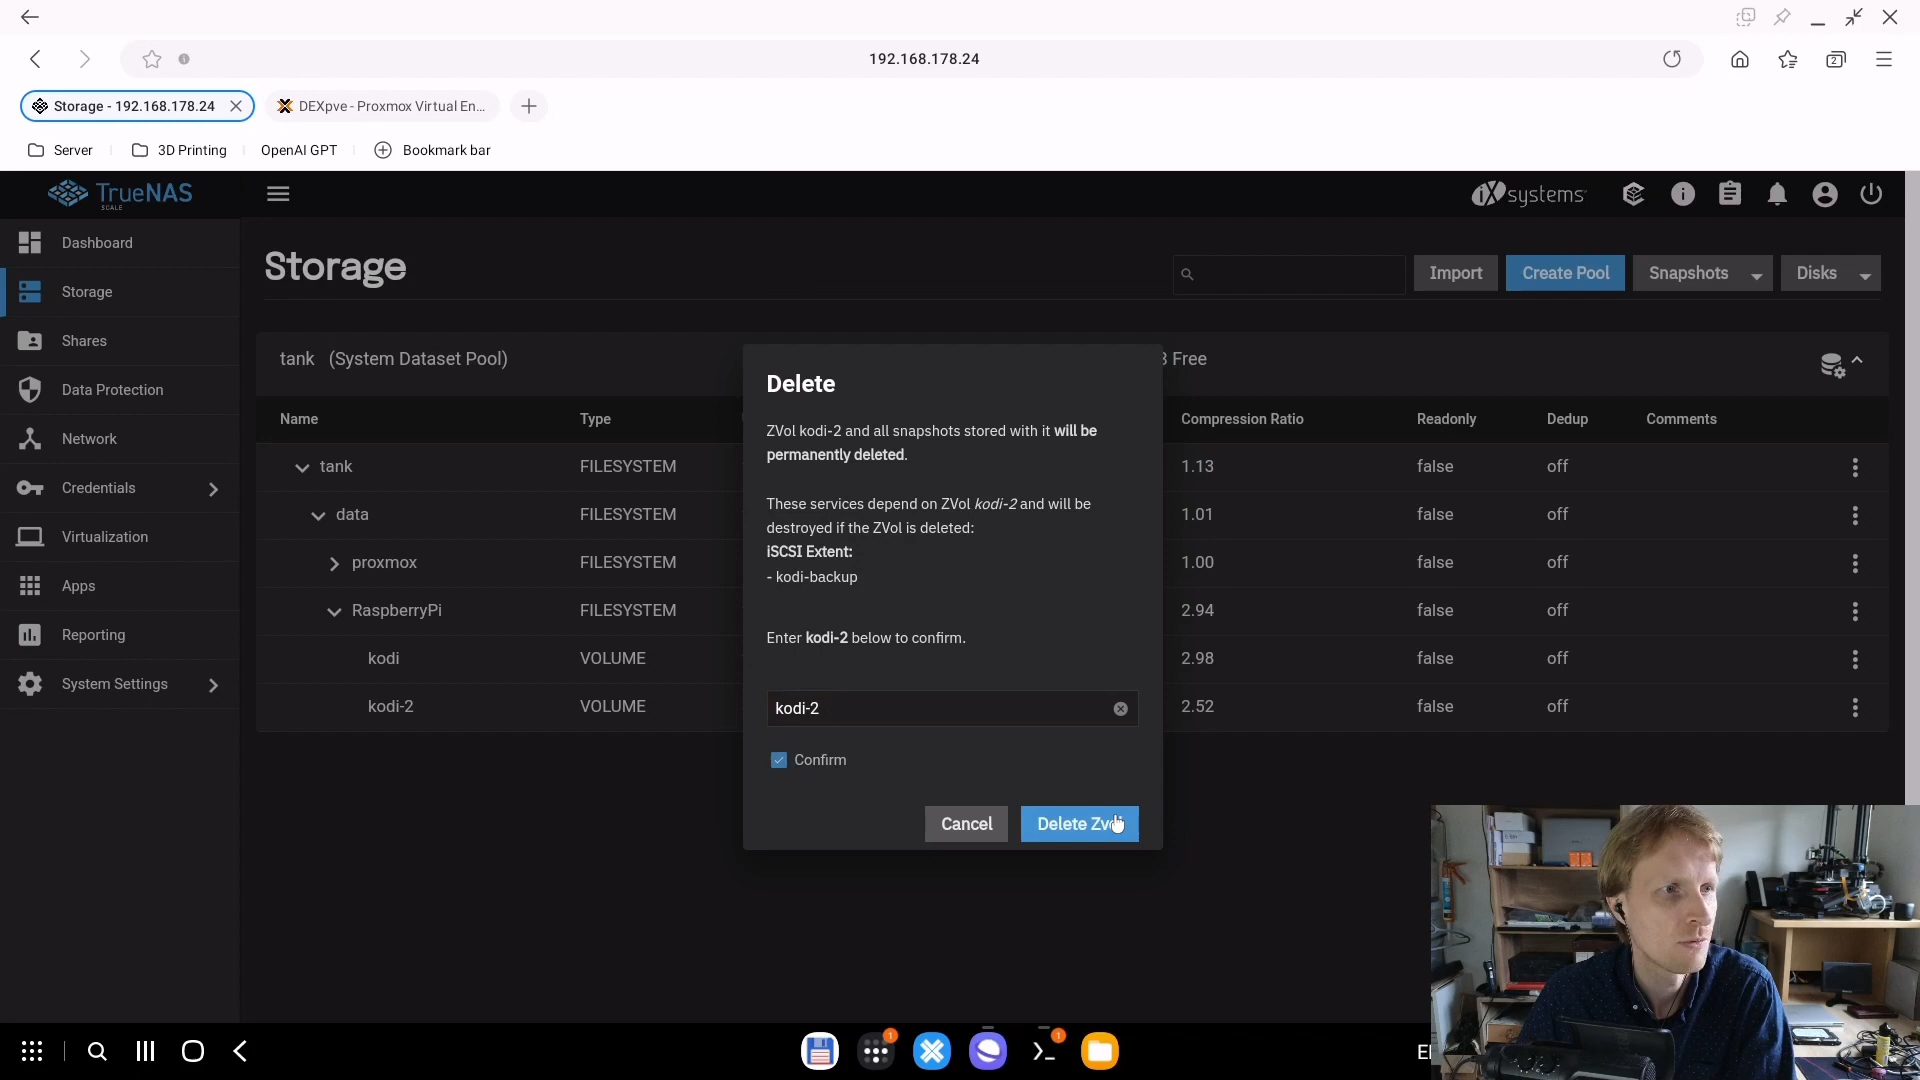 192.168.178.24
2
Storage - 192.168.178.24
DEXpve - Proxmox Virtual En...
Server
3D Printing
OpenAI GPT
Bookmark bar
TrueNAS
SCALE
iXsystems
Dashboard
Storage
Shares
Data Protection
Network
Credentials
Virtualization
Apps
Reporting
System Settings
Storage
Import
Create Pool
Snapshots
Disks
tank (System Dataset Pool)
Free
Name Type Compression Ratio Readonly Dedup Comments
tank FILESYSTEM 1.13 false off
data FILESYSTEM 1.01 false off
proxmox FILESYSTEM 1.00 false off
RaspberryPi FILESYSTEM 2.94 false off
kodi VOLUME 2.98 false off
kodi-2 VOLUME 2.52 false off
Delete
ZVol kodi-2 and all snapshots stored with it will be
permanently deleted.
These services depend on ZVol kodi-2 and will be
destroyed if the ZVol is deleted:
iSCSI Extent:
- kodi-backup
Enter kodi-2 below to confirm.
kodi-2
Confirm
Cancel
Delete
1
1